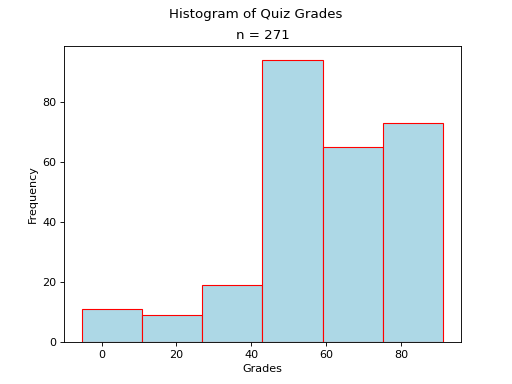 Histogram of Quiz Grades
n = 271
80
60
40
20
0
Frequency
0 20 40 60 80
Grades